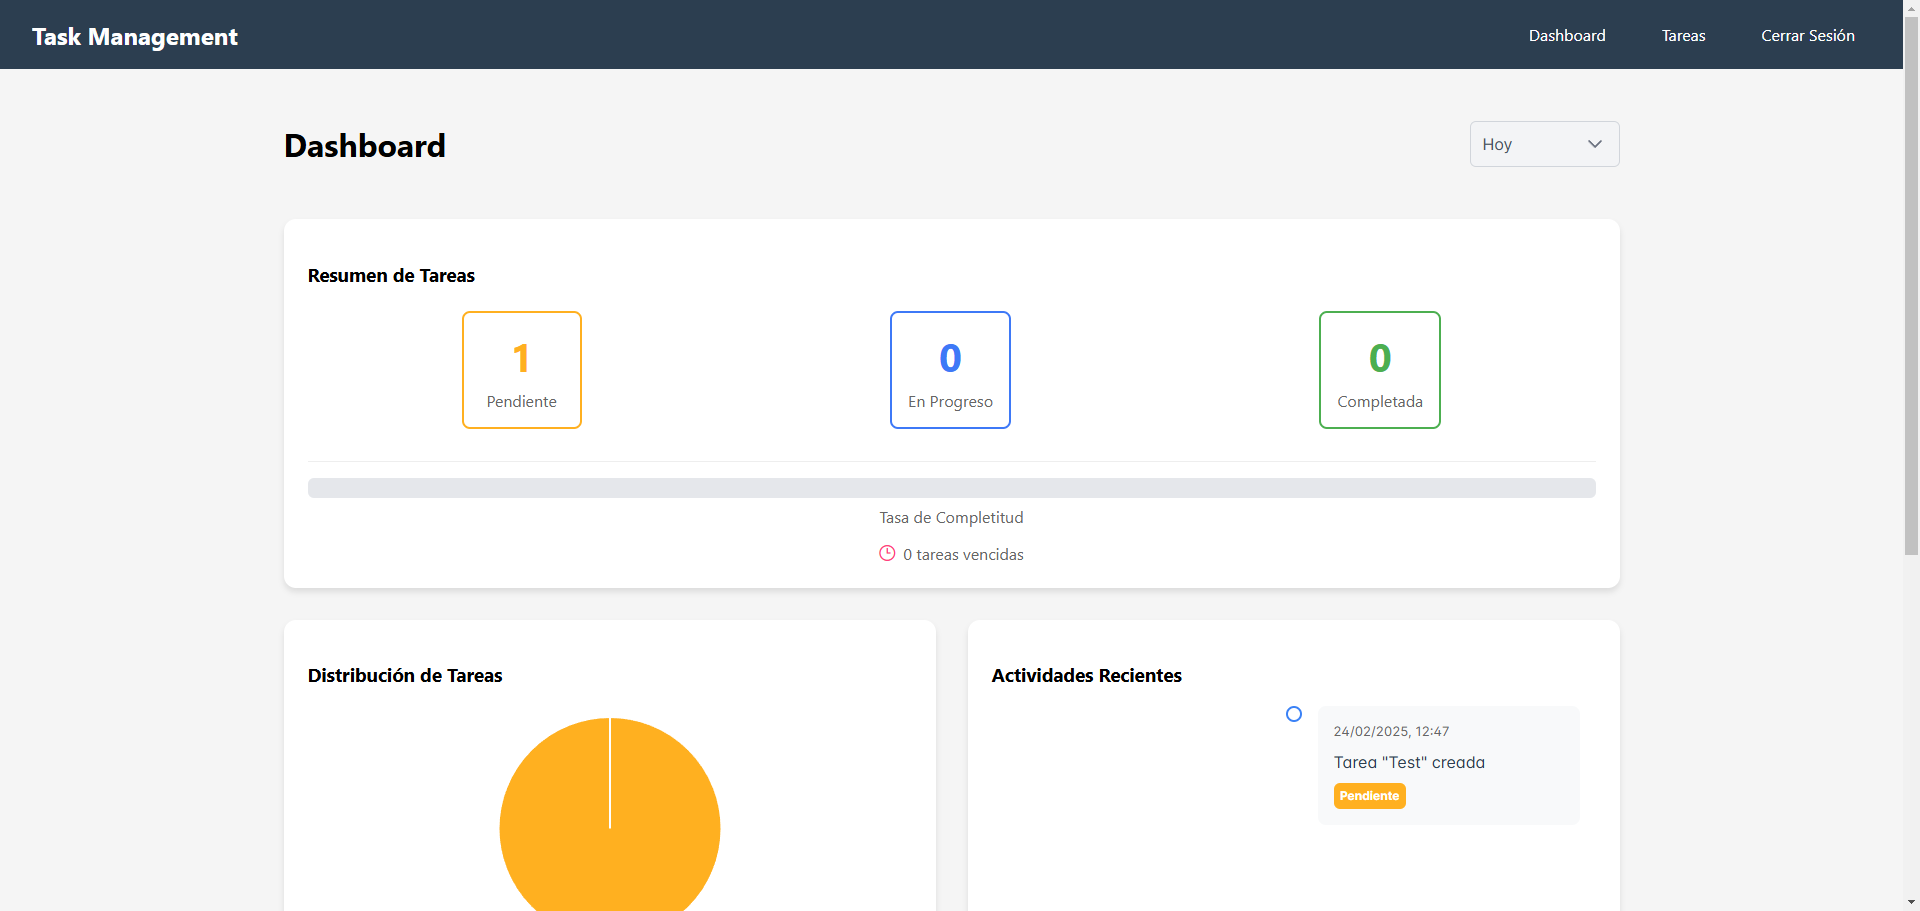 Task Management
Dashboard
Tareas
Cerrar Sesión
Dashboard
Hoy
Resumen de Tareas
1
Pendiente
0
En Progreso
0
Completada
Tasa de Completitud
0 tareas vencidas
Distribución de Tareas
Actividades Recientes
24/02/2025, 12:47
Tarea "Test" creada
Pendiente